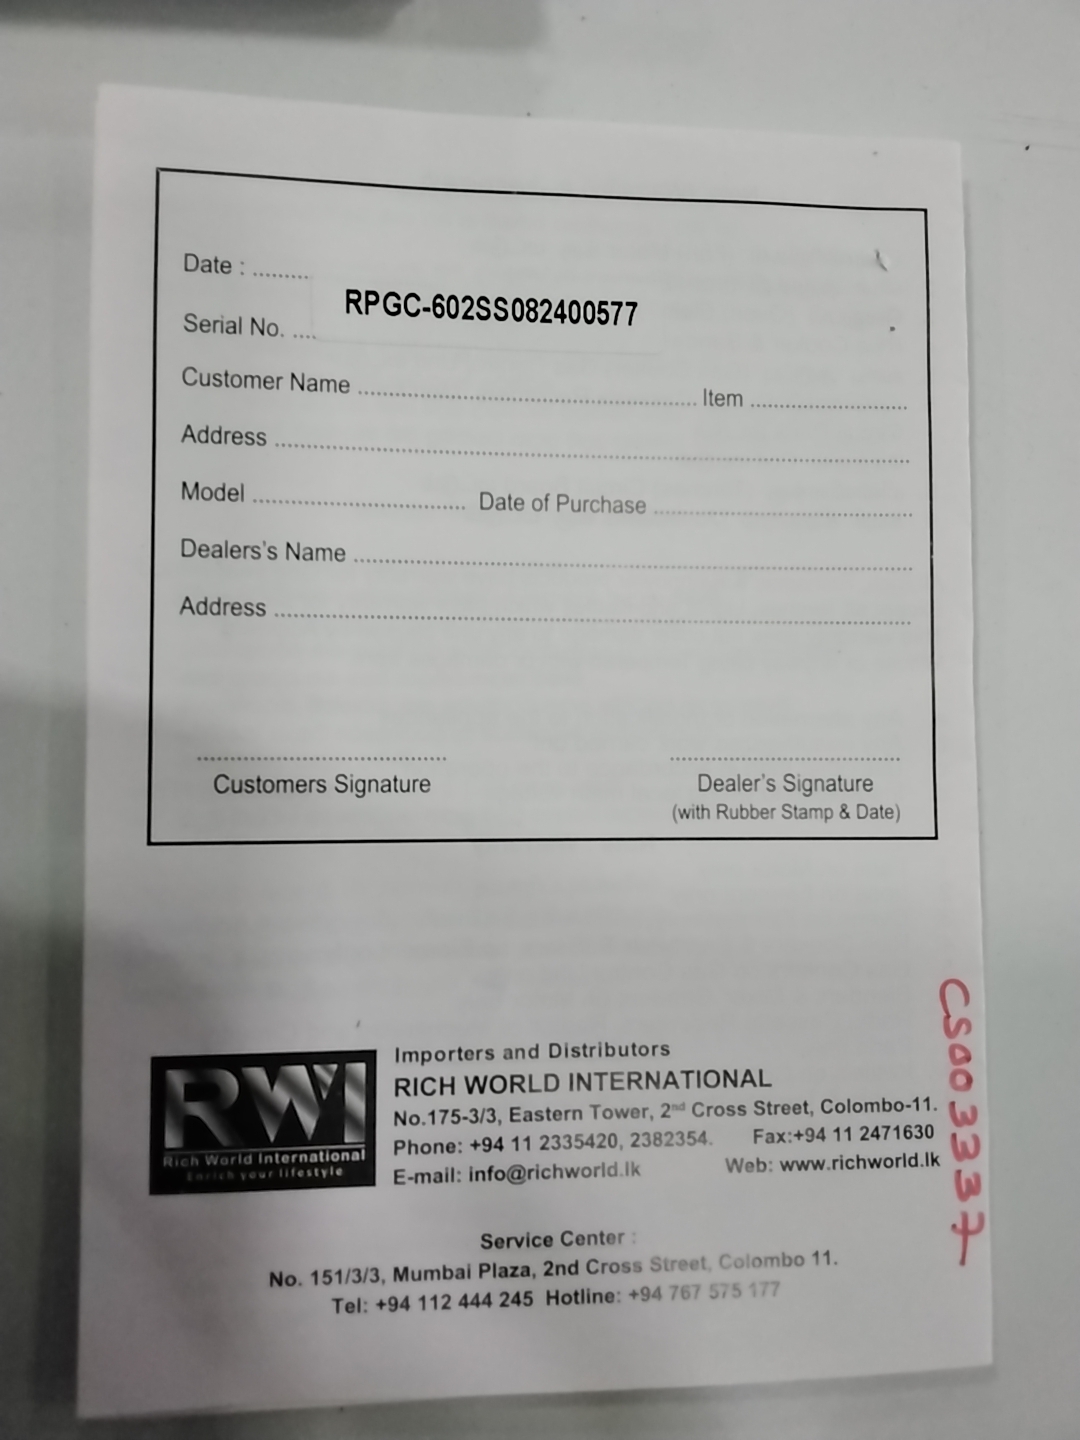 Date : .........
RPGC-602SS082400577
Serial No. ....
Customer Name ........................................ Item ........................
Address ................................................................................
Model ............................ Date of Purchase ................................
Dealers's Name ......................................................................
Address ................................................................................
................................ ................................
Customers Signature Dealer's Signature
(with Rubber Stamp & Date)
RWI
Rich World International
Enrich your lifestyle
Importers and Distributors
RICH WORLD INTERNATIONAL
No.175-3/3, Eastern Tower, 2nd Cross Street, Colombo-11.
Phone: +94 11 2335420, 2382354. Fax:+94 11 2471630
E-mail: info@richworld.lk Web: www.richworld.lk
Service Center :
No. 151/3/3, Mumbai Plaza, 2nd Cross Street, Colombo 11.
Tel: +94 112 444 245 Hotline: +94 767 575 177
CS003337